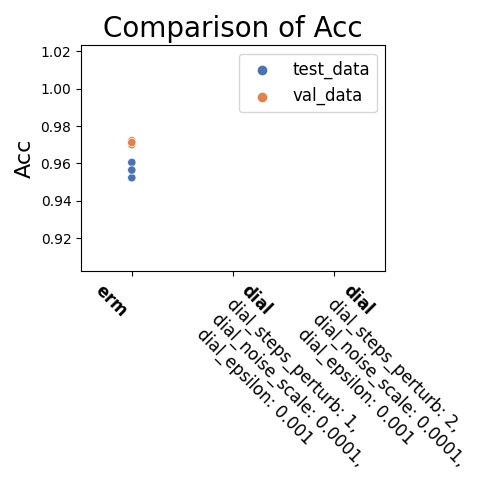 Comparison of Acc
test_data
val_data
Acc
1.02
1.00
0.98
0.96
0.94
0.92
erm
dial
dial_steps_perturb: 1,
dial_noise_scale: 0.0001,
dial_epsilon: 0.001
dial
dial_steps_perturb: 2,
dial_noise_scale: 0.0001,
dial_epsilon: 0.001